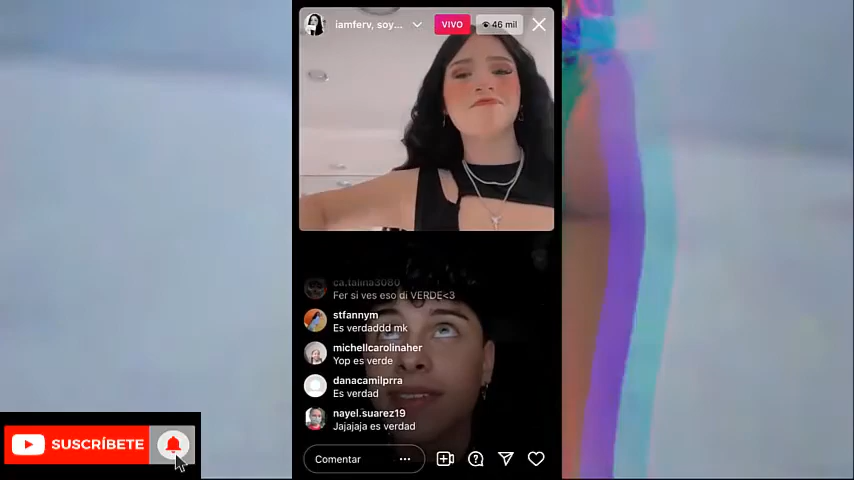 iamferv, soy...
VIVO
46 mil
ca.talina3080
Fer si ves eso di VERDE<3
stfannym
Es verdaddd mk
michellcarolinaher
Yop es verde
danacamilprra
Es verdad
nayel.suarez19
Jajajaja es verdad
Comentar
SUSCRÍBETE